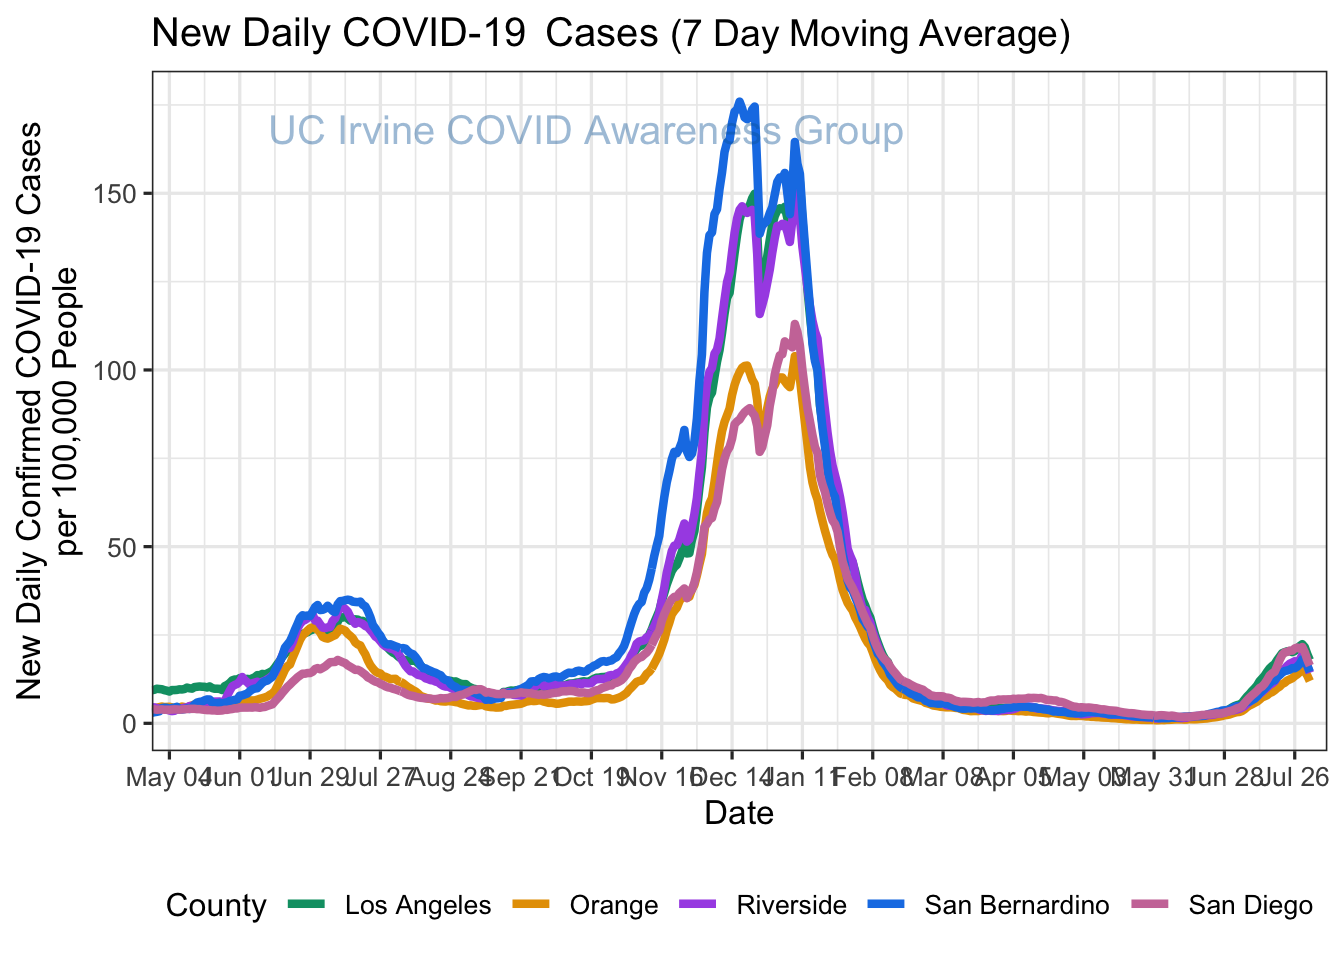 New Daily COVID-19 Cases (7 Day Moving Average)
UC Irvine COVID Awareness Group
New Daily Confirmed COVID-19 Cases
per 100,000 People
150
100
50
0
May 04 Jun 01 Jun 29 Jul 27 Aug 24 Sep 21 Oct 19 Nov 16 Dec 14 Jan 11 Feb 08 Mar 08 Apr 05 May 03 May 31 Jun 28 Jul 26
Date
County Los Angeles Orange Riverside San Bernardino San Diego